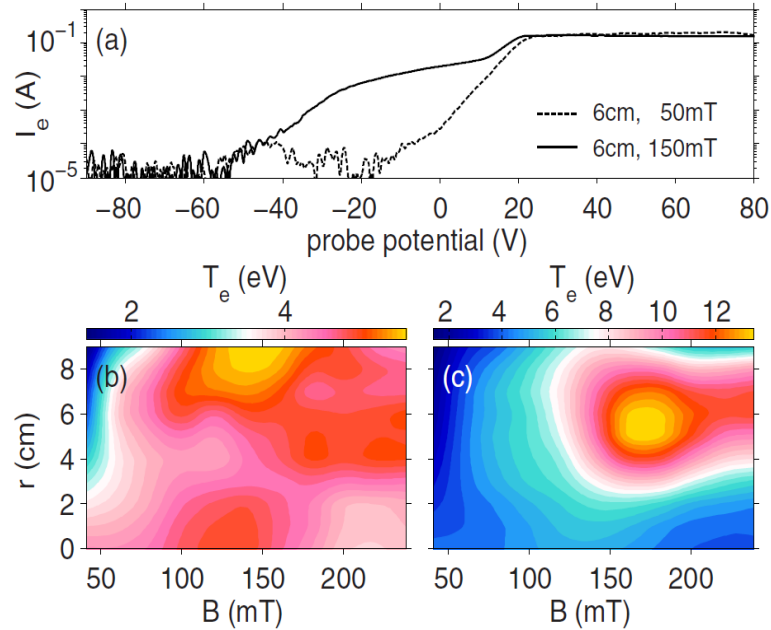 10⁻¹
(a)
I_e (A)
6cm, 50mT
6cm, 150mT
10⁻⁵
−80 −60 −40 −20 0 20 40 60 80
probe potential (V)
T_e (eV) T_e (eV)
2 4 2 4 6 8 10 12
(b) (c)
8
6
r (cm)
4
2
0
50 100 150 200 50 100 150 200
B (mT) B (mT)